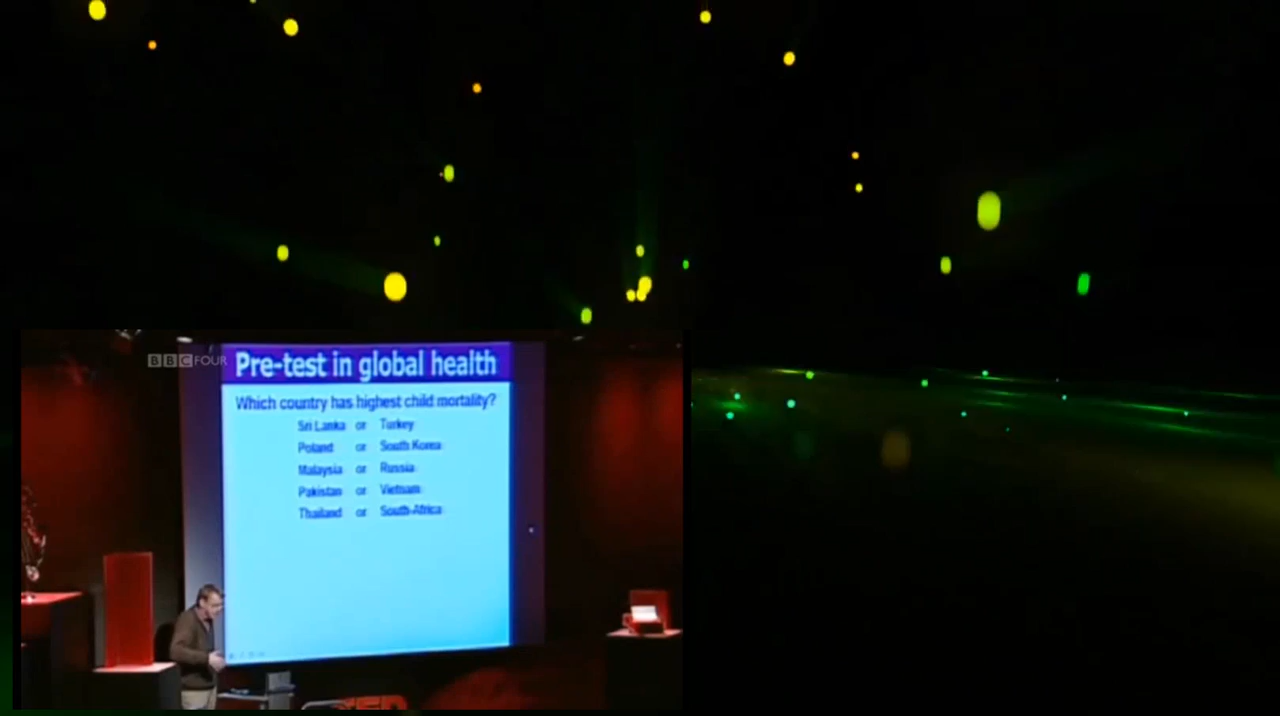 BBC FOUR
Pre-test in global health
Which country has highest child mortality?
Sri Lanka or Turkey
Poland or South Korea
Malaysia or Russia
Pakistan or Vietnam
Thailand or South-Africa
TED